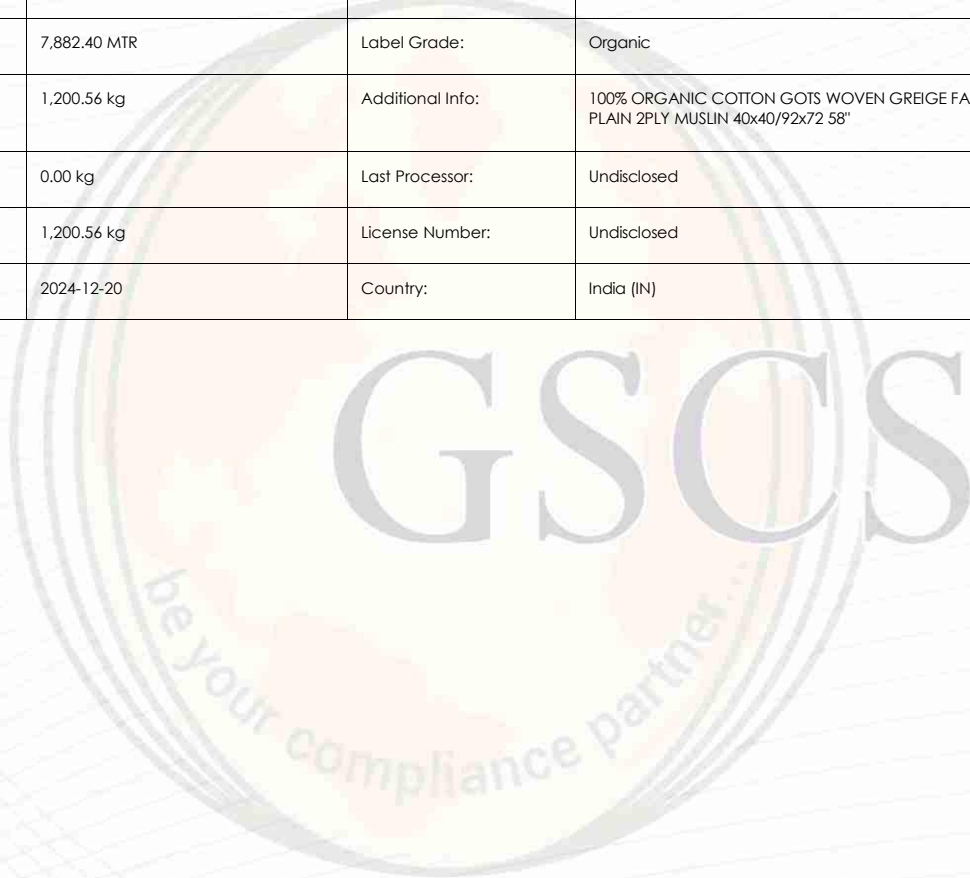 7,882.40 MTR Label Grade: Organic
1,200.56 kg Additional Info: 100% ORGANIC COTTON GOTS WOVEN GREIGE FA
PLAIN 2PLY MUSLIN 40x40/92x72 58"
0.00 kg Last Processor: Undisclosed
1,200.56 kg License Number: Undisclosed
2024-12-20 Country: India (IN)
GSCS
be your compliance partner...